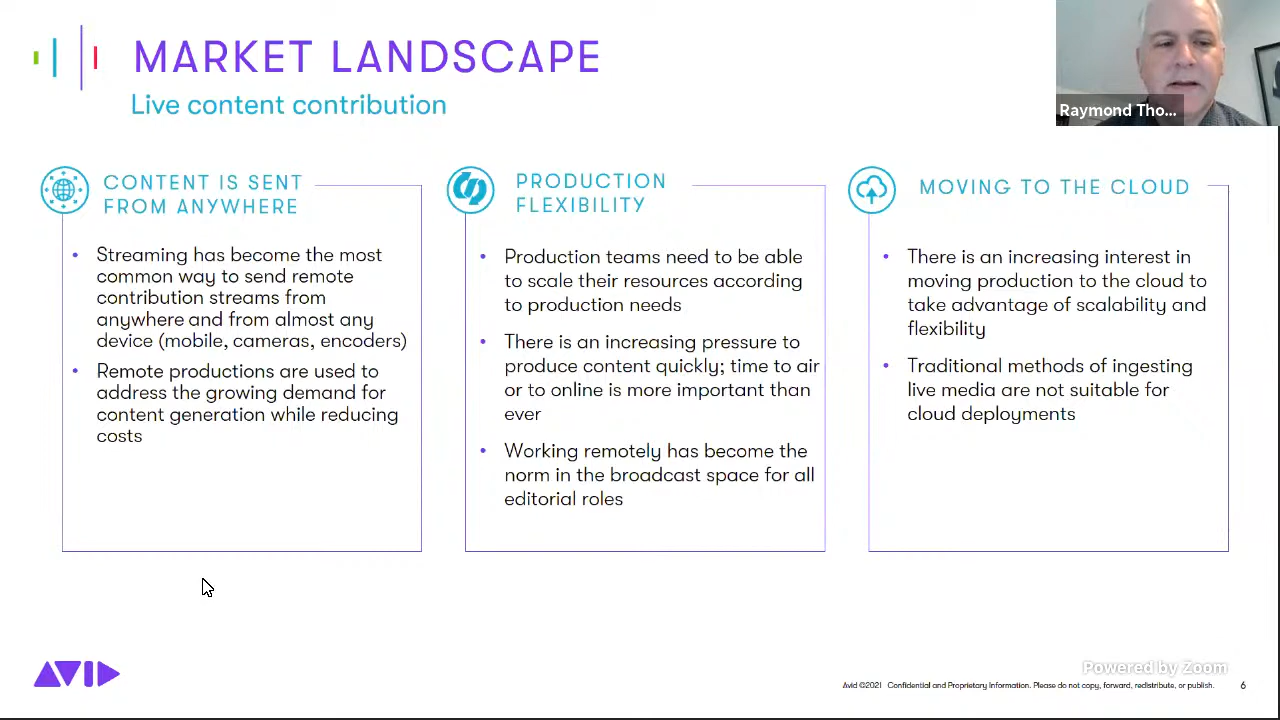 MARKET LANDSCAPE
Live content contribution
Raymond Tho...
CONTENT IS SENT
FROM ANYWHERE
• Streaming has become the most
common way to send remote
contribution streams from
anywhere and from almost any
device (mobile, cameras, encoders)
• Remote productions are used to
address the growing demand for
content generation while reducing
costs
PRODUCTION
FLEXIBILITY
• Production teams need to be able
to scale their resources according
to production needs
• There is an increasing pressure to
produce content quickly; time to air
or to online is more important than
ever
• Working remotely has become the
norm in the broadcast space for all
editorial roles
MOVING TO THE CLOUD
• There is an increasing interest in
moving production to the cloud to
take advantage of scalability and
flexibility
• Traditional methods of ingesting
live media are not suitable for
cloud deployments
AVID
Powered by Zoom
Avid ©2021 Confidential and Proprietary Information. Please do not copy, forward, redistribute, or publish.
6